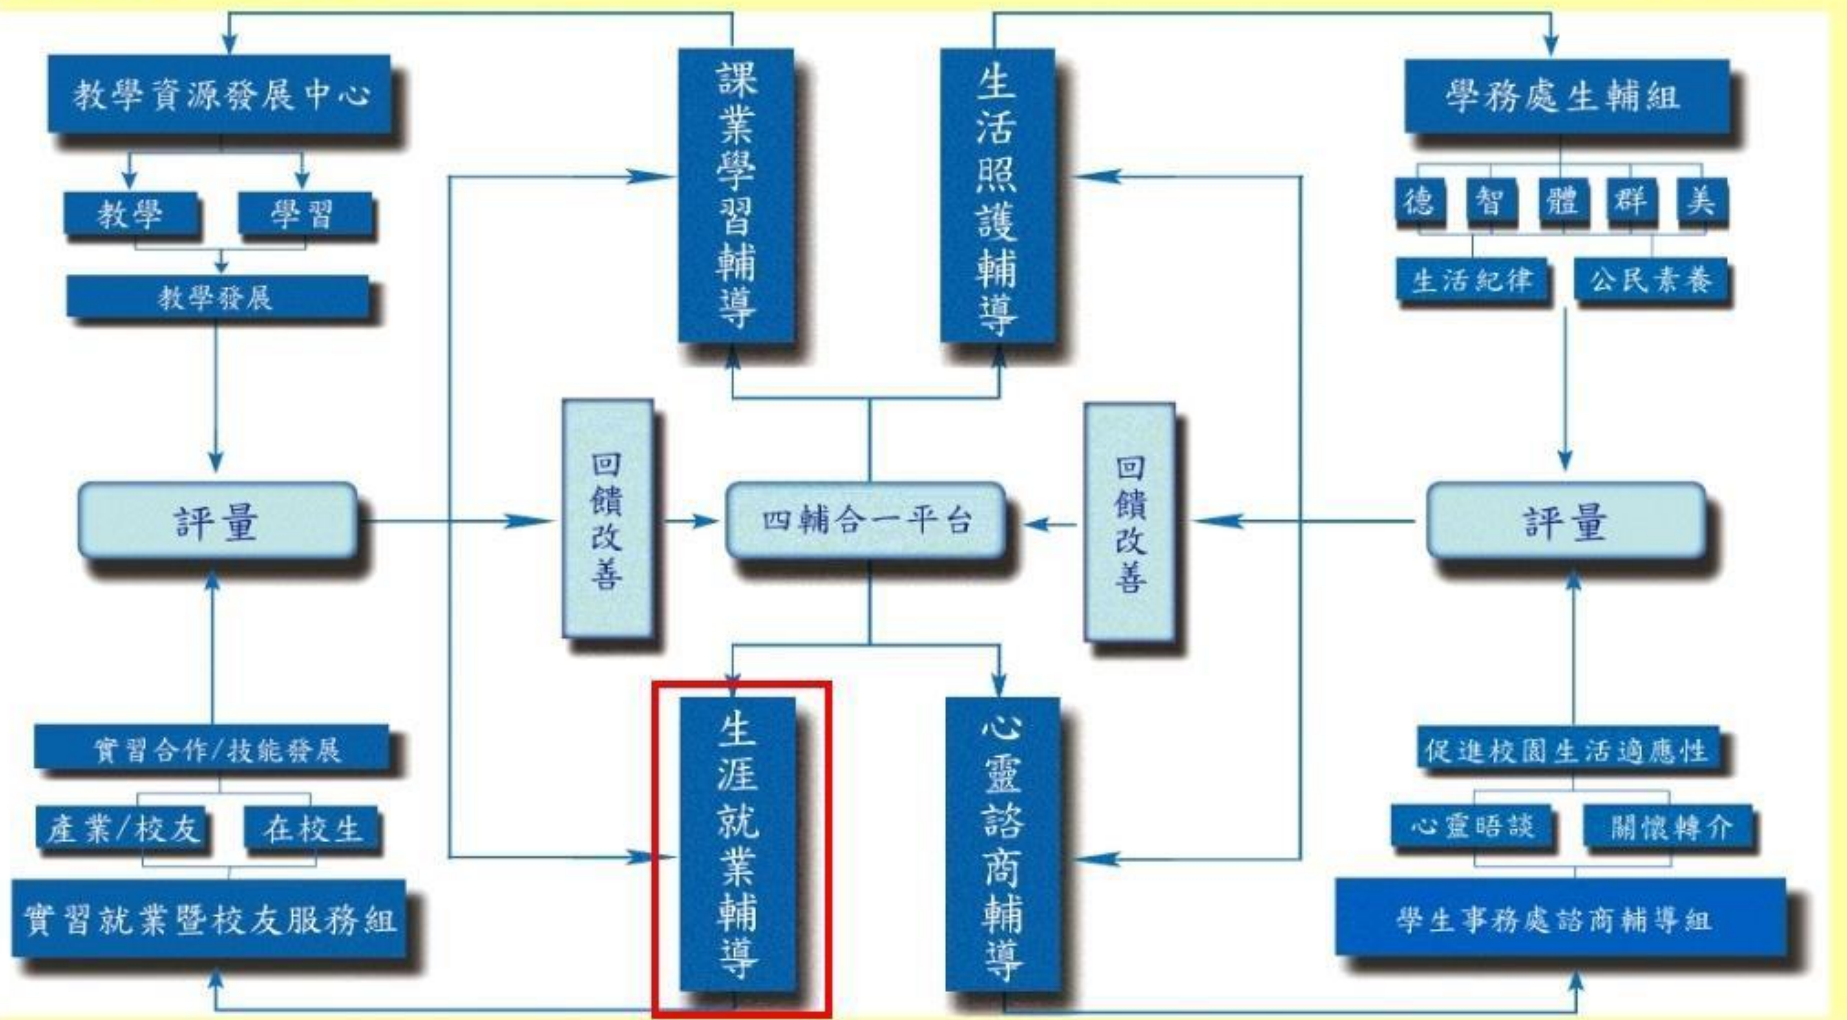 教學資源發展中心
課業學習輔導
生活照護輔導
學務處生輔組
教學
學習
德
智
體
群
美
教學發展
生活紀律
公民素養
評量
回饋改善
四輔合一平台
回饋改善
評量
實習合作/技能發展
生涯就業輔導
心靈諮商輔導
促進校園生活適應性
產業/校友
在校生
心靈晤談
關懷轉介
實習就業暨校友服務組
學生事務處諮商輔導組